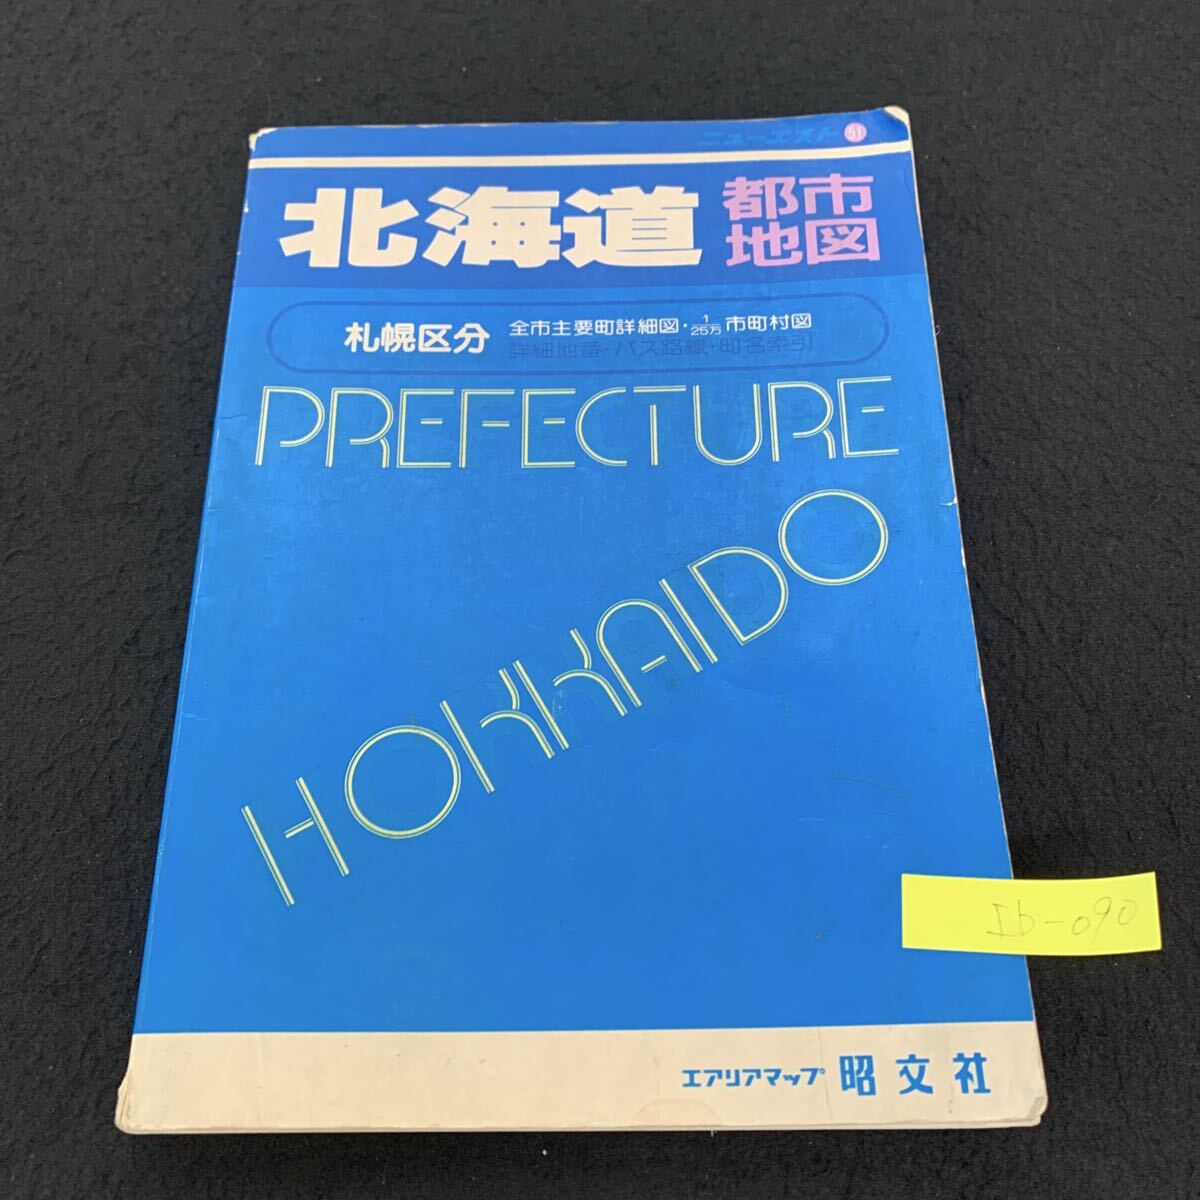 ニューエスト 51
北海道 都市地図
札幌区分 全市主要町詳細図・1/25万市町村図
詳細地番・バス路線・町名索引
PREFECTURE
HOKKAIDO
Ib-090
エアリアマップ 昭文社